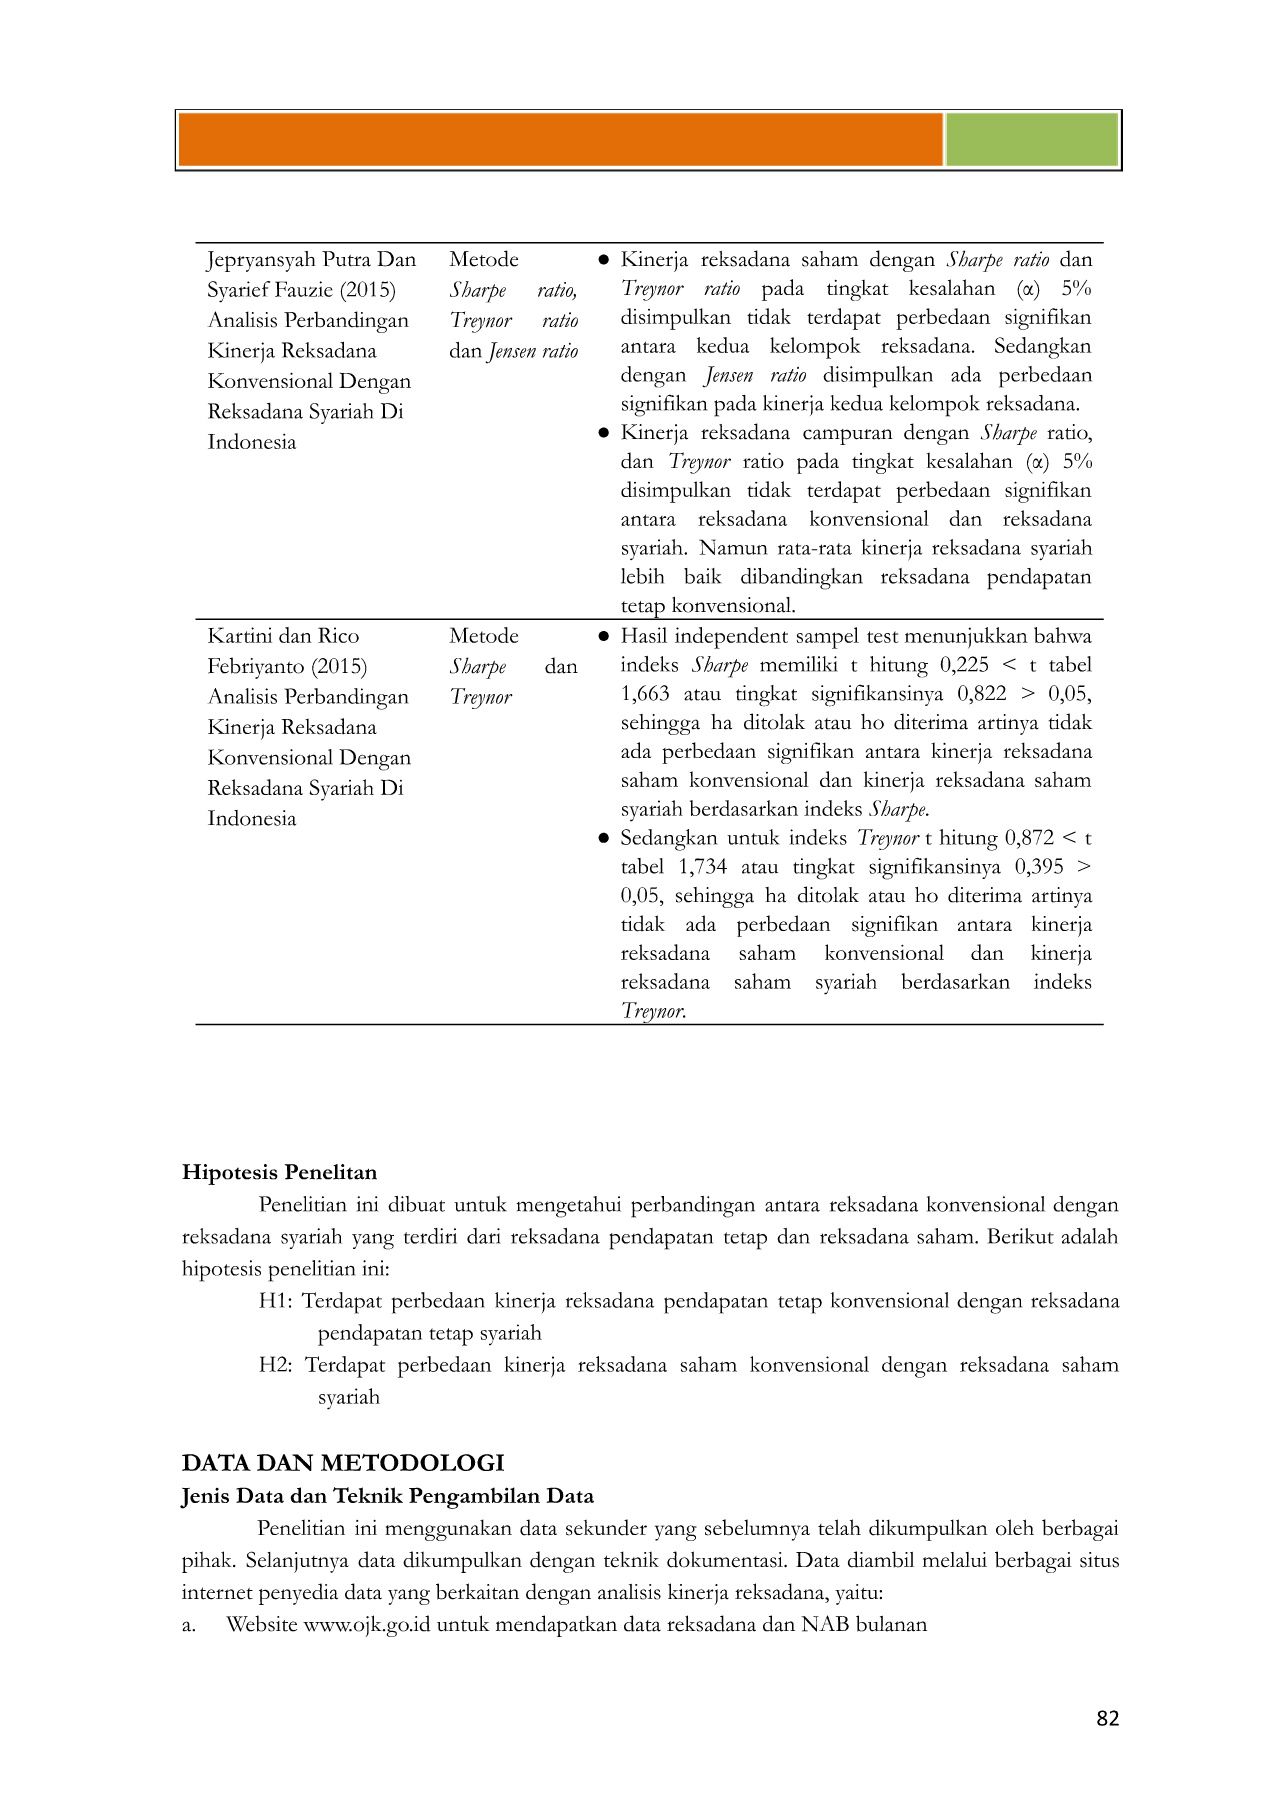 Jepryansyah Putra Dan
Syarief Fauzie (2015)
Analisis Perbandingan
Kinerja Reksadana
Konvensional Dengan
Reksadana Syariah Di
Indonesia
Metode
Sharpe ratio,
Treynor ratio
dan Jensen ratio
● Kinerja reksadana saham dengan Sharpe ratio dan
Treynor ratio pada tingkat kesalahan (α) 5%
disimpulkan tidak terdapat perbedaan signifikan
antara kedua kelompok reksadana. Sedangkan
dengan Jensen ratio disimpulkan ada perbedaan
signifikan pada kinerja kedua kelompok reksadana.
● Kinerja reksadana campuran dengan Sharpe ratio,
dan Treynor ratio pada tingkat kesalahan (α) 5%
disimpulkan tidak terdapat perbedaan signifikan
antara reksadana konvensional dan reksadana
syariah. Namun rata-rata kinerja reksadana syariah
lebih baik dibandingkan reksadana pendapatan
tetap konvensional.
Kartini dan Rico
Febriyanto (2015)
Analisis Perbandingan
Kinerja Reksadana
Konvensional Dengan
Reksadana Syariah Di
Indonesia
Metode
Sharpe dan
Treynor
● Hasil independent sampel test menunjukkan bahwa
indeks Sharpe memiliki t hitung 0,225 < t tabel
1,663 atau tingkat signifikansinya 0,822 > 0,05,
sehingga ha ditolak atau ho diterima artinya tidak
ada perbedaan signifikan antara kinerja reksadana
saham konvensional dan kinerja reksadana saham
syariah berdasarkan indeks Sharpe.
● Sedangkan untuk indeks Treynor t hitung 0,872 < t
tabel 1,734 atau tingkat signifikansinya 0,395 >
0,05, sehingga ha ditolak atau ho diterima artinya
tidak ada perbedaan signifikan antara kinerja
reksadana saham konvensional dan kinerja
reksadana saham syariah berdasarkan indeks
Treynor.
Hipotesis Penelitan
Penelitian ini dibuat untuk mengetahui perbandingan antara reksadana konvensional dengan
reksadana syariah yang terdiri dari reksadana pendapatan tetap dan reksadana saham. Berikut adalah
hipotesis penelitian ini:
H1: Terdapat perbedaan kinerja reksadana pendapatan tetap konvensional dengan reksadana
pendapatan tetap syariah
H2: Terdapat perbedaan kinerja reksadana saham konvensional dengan reksadana saham
syariah
DATA DAN METODOLOGI
Jenis Data dan Teknik Pengambilan Data
Penelitian ini menggunakan data sekunder yang sebelumnya telah dikumpulkan oleh berbagai
pihak. Selanjutnya data dikumpulkan dengan teknik dokumentasi. Data diambil melalui berbagai situs
internet penyedia data yang berkaitan dengan analisis kinerja reksadana, yaitu:
a. Website www.ojk.go.id untuk mendapatkan data reksadana dan NAB bulanan
82